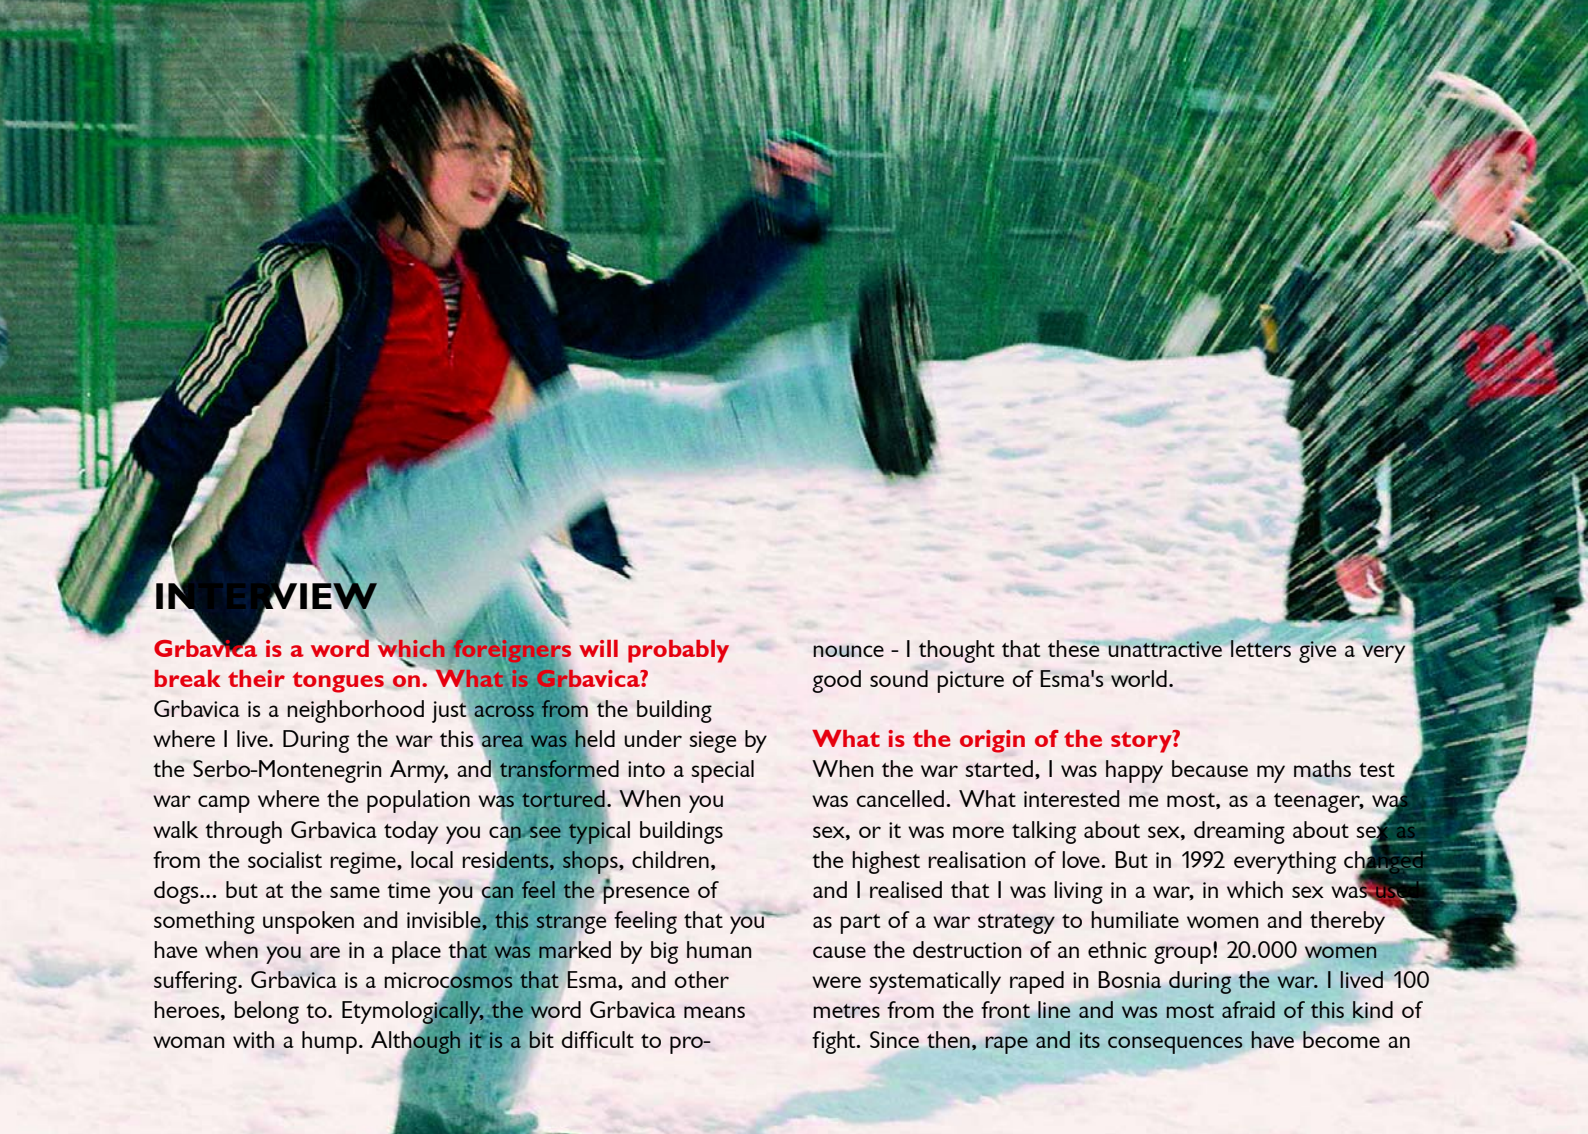 INTERVIEW
Grbavica is a word which foreigners will probably
break their tongues on. What is Grbavica?
Grbavica is a neighborhood just across from the building
where I live. During the war this area was held under siege by
the Serbo-Montenegrin Army, and transformed into a special
war camp where the population was tortured. When you
walk through Grbavica today you can see typical buildings
from the socialist regime, local residents, shops, children,
dogs... but at the same time you can feel the presence of
something unspoken and invisible, this strange feeling that you
have when you are in a place that was marked by big human
suffering. Grbavica is a microcosmos that Esma, and other
heroes, belong to. Etymologically, the word Grbavica means
woman with a hump. Although it is a bit difficult to pro-
nounce - I thought that these unattractive letters give a very
good sound picture of Esma's world.
What is the origin of the story?
When the war started, I was happy because my maths test
was cancelled. What interested me most, as a teenager, was
sex, or it was more talking about sex, dreaming about sex as
the highest realisation of love. But in 1992 everything changed
and I realised that I was living in a war, in which sex was used
as part of a war strategy to humiliate women and thereby
cause the destruction of an ethnic group! 20.000 women
were systematically raped in Bosnia during the war. I lived 100
metres from the front line and was most afraid of this kind of
fight. Since then, rape and its consequences have become an